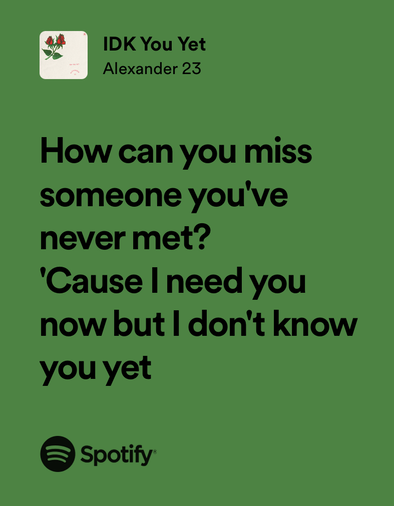 IDK You Yet
Alexander 23
How can you miss
someone you've
never met?
'Cause I need you
now but I don't know
you yet
Spotify